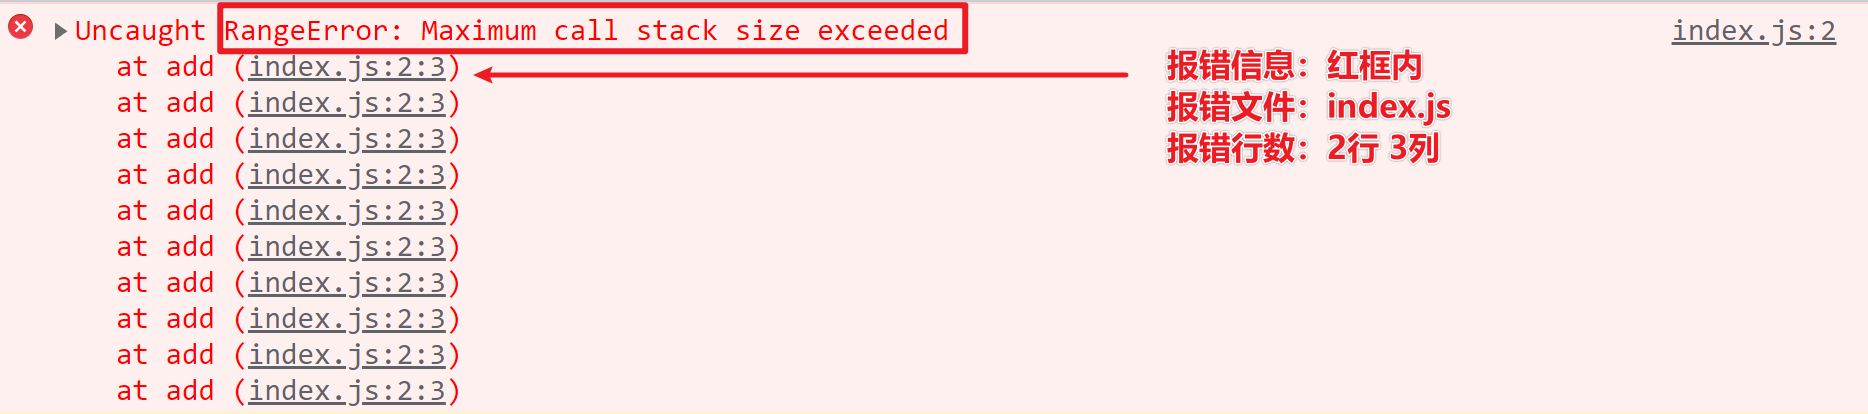 Uncaught RangeError: Maximum call stack size exceeded index.js:2
at add (index.js:2:3)
at add (index.js:2:3)
at add (index.js:2:3)
at add (index.js:2:3)
at add (index.js:2:3)
at add (index.js:2:3)
at add (index.js:2:3)
at add (index.js:2:3)
at add (index.js:2:3)
at add (index.js:2:3)
报错信息：红框内
报错文件：index.js
报错行数：2行 3列